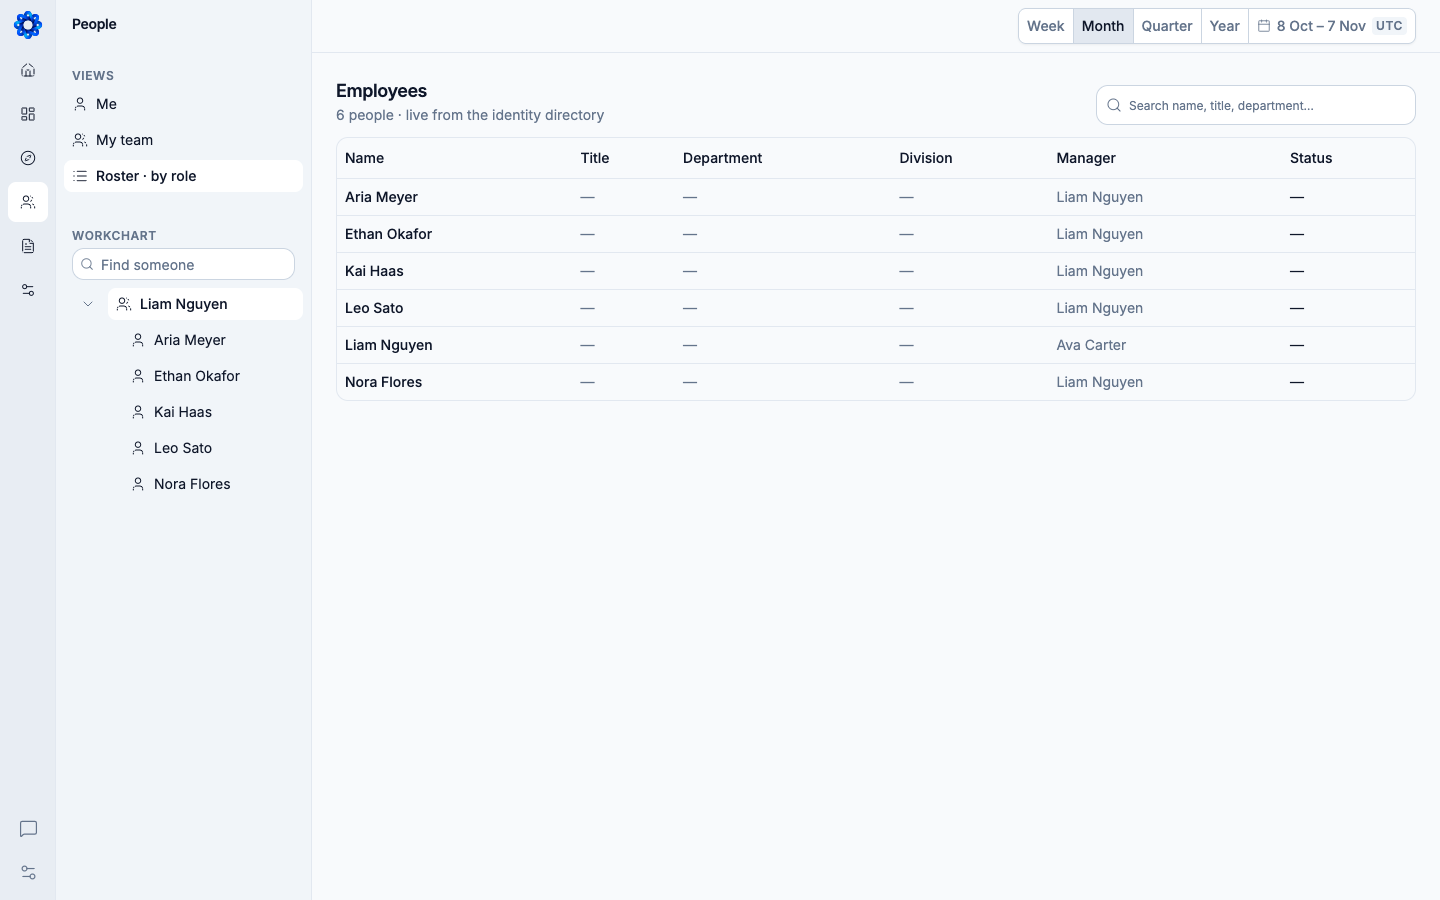 People
VIEWS
Me
My team
Roster · by role
WORKCHART
Find someone
Liam Nguyen
Aria Meyer
Ethan Okafor
Kai Haas
Leo Sato
Nora Flores
Week Month Quarter Year 8 Oct – 7 Nov UTC
Employees
6 people · live from the identity directory
Search name, title, department...
Name Title Department Division Manager Status
Aria Meyer — — — Liam Nguyen —
Ethan Okafor — — — Liam Nguyen —
Kai Haas — — — Liam Nguyen —
Leo Sato — — — Liam Nguyen —
Liam Nguyen — — — Ava Carter —
Nora Flores — — — Liam Nguyen —